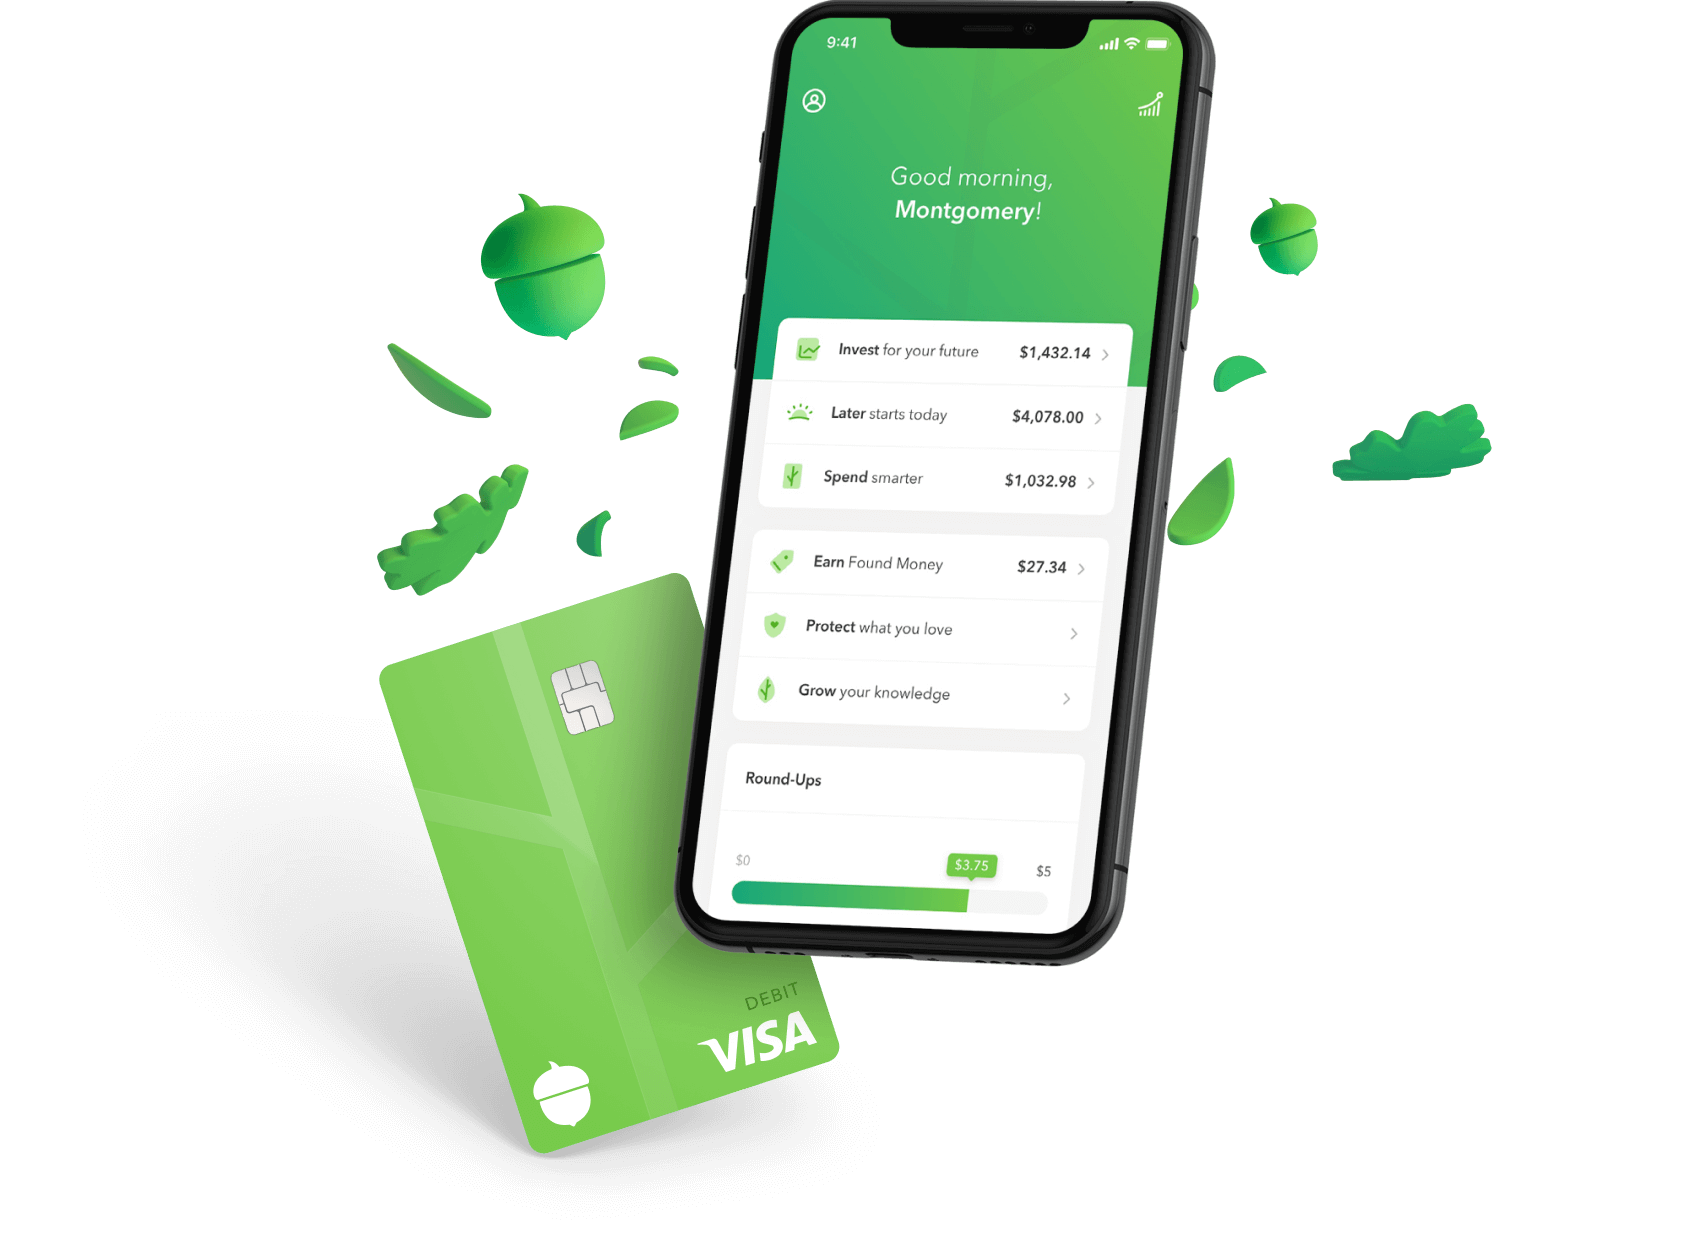 9:41
Good morning,
Montgomery!
Invest for your future $1,432.14
Later starts today $4,078.00
Spend smarter $1,032.98
Earn Found Money $27.34
Protect what you love
Grow your knowledge
Round-Ups
$0 $3.75 $5
DEBIT
VISA